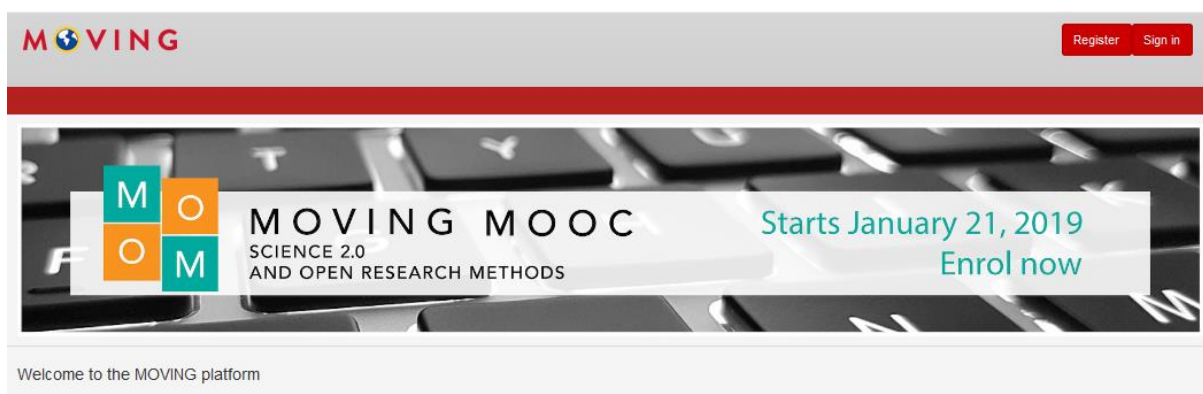 MOVING
Register Sign in
M O
O M
MOVING MOOC
SCIENCE 2.0
AND OPEN RESEARCH METHODS
Starts January 21, 2019
Enrol now
Welcome to the MOVING platform